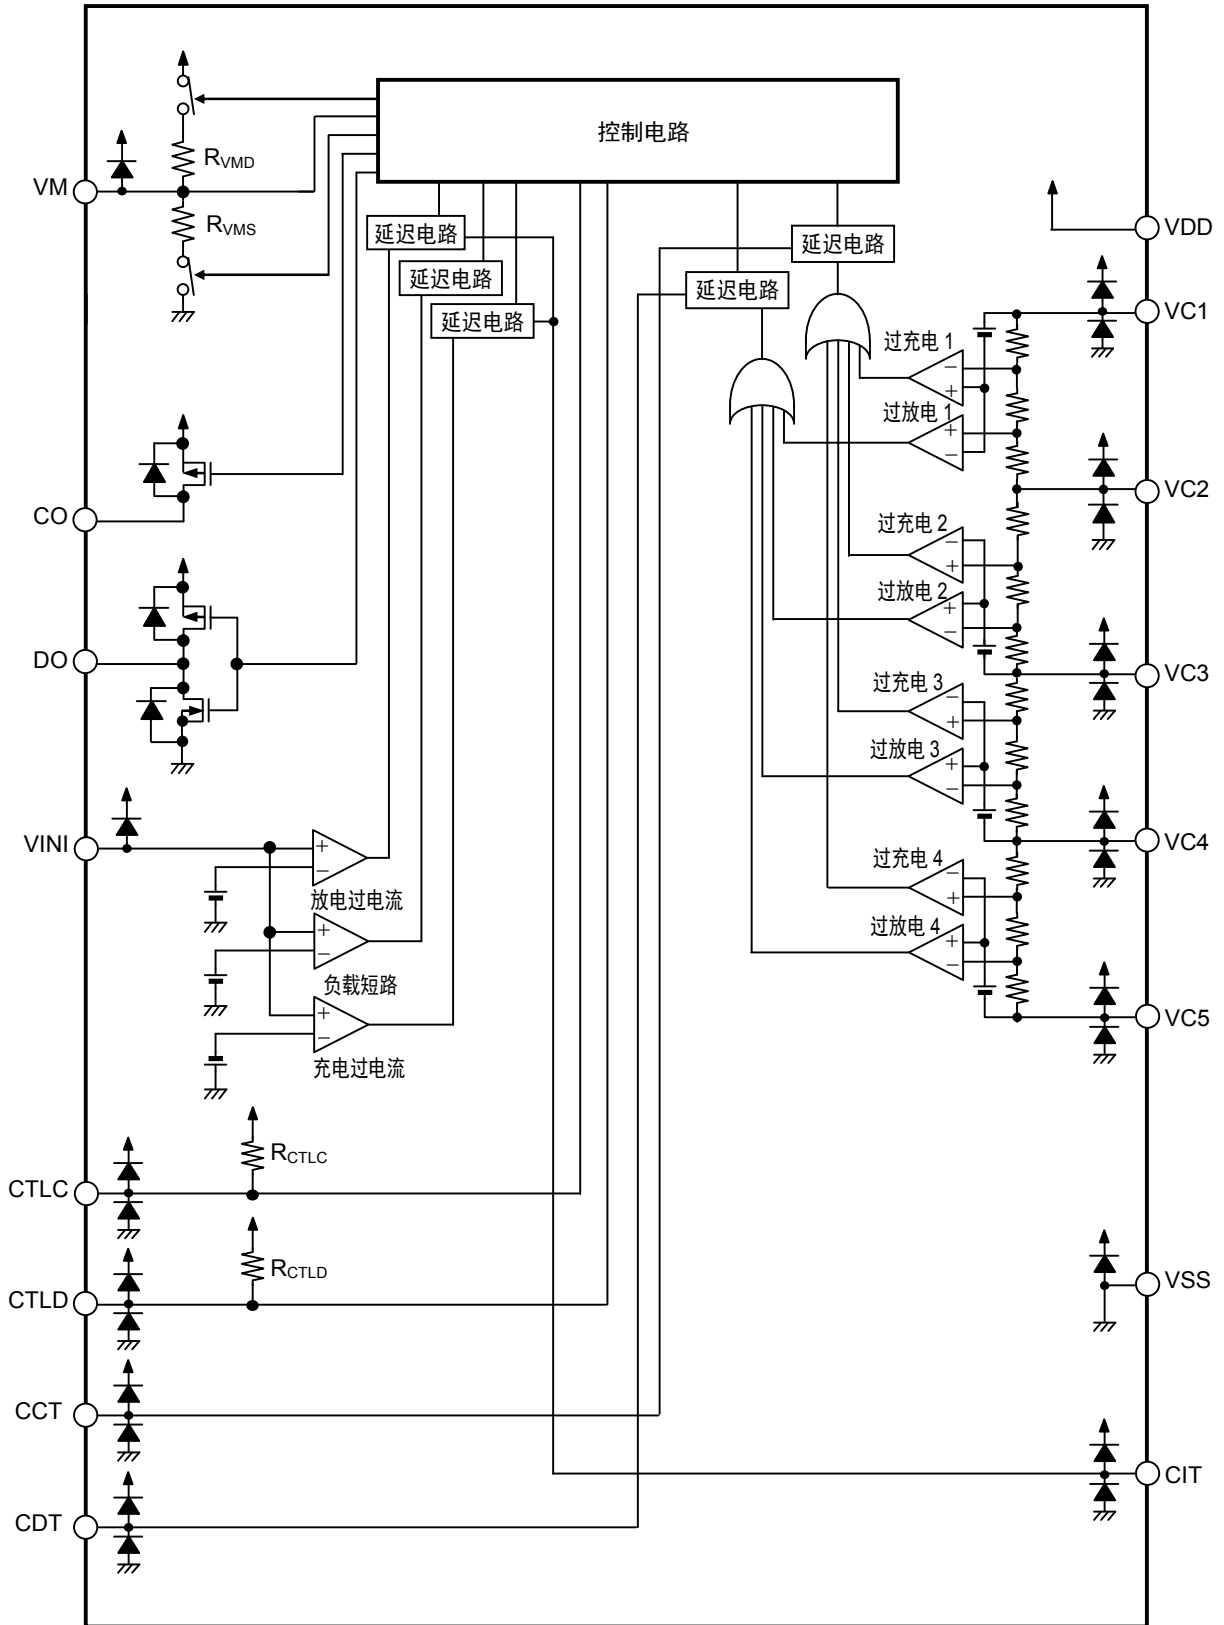 控制电路
RVMD
VM
RVMS
延迟电路
延迟电路
VDD
延迟电路
延迟电路
延迟电路
VC1
过充电 1
过放电 1
VC2
CO
过充电 2
过放电 2
DO
VC3
过充电 3
过放电 3
VINI
VC4
过充电 4
放电过电流
过放电 4
负载短路
VC5
充电过电流
RCTLC
CTLC
RCTLD
CTLD
VSS
CCT
CIT
CDT